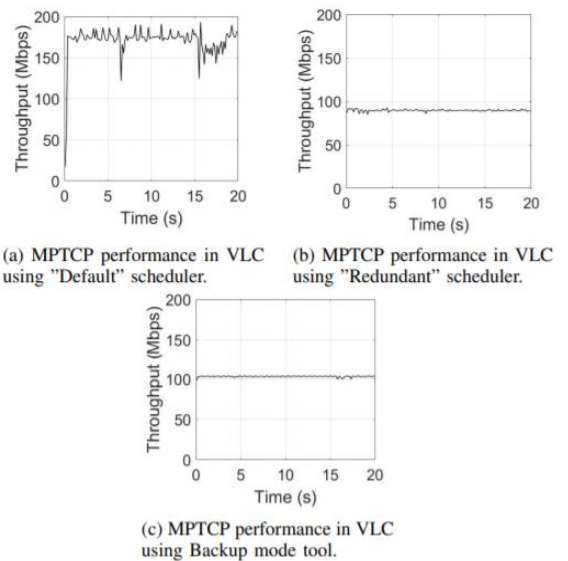 200
150
100
50
0
Throughput (Mbps)
0 5 10 15 20
Time (s)
(a) MPTCP performance in VLC
using "Default" scheduler.
200
150
100
50
0
Throughput (Mbps)
0 5 10 15 20
Time (s)
(b) MPTCP performance in VLC
using "Redundant" scheduler.
200
150
100
50
0
Throughput (Mbps)
0 5 10 15 20
Time (s)
(c) MPTCP performance in VLC
using Backup mode tool.